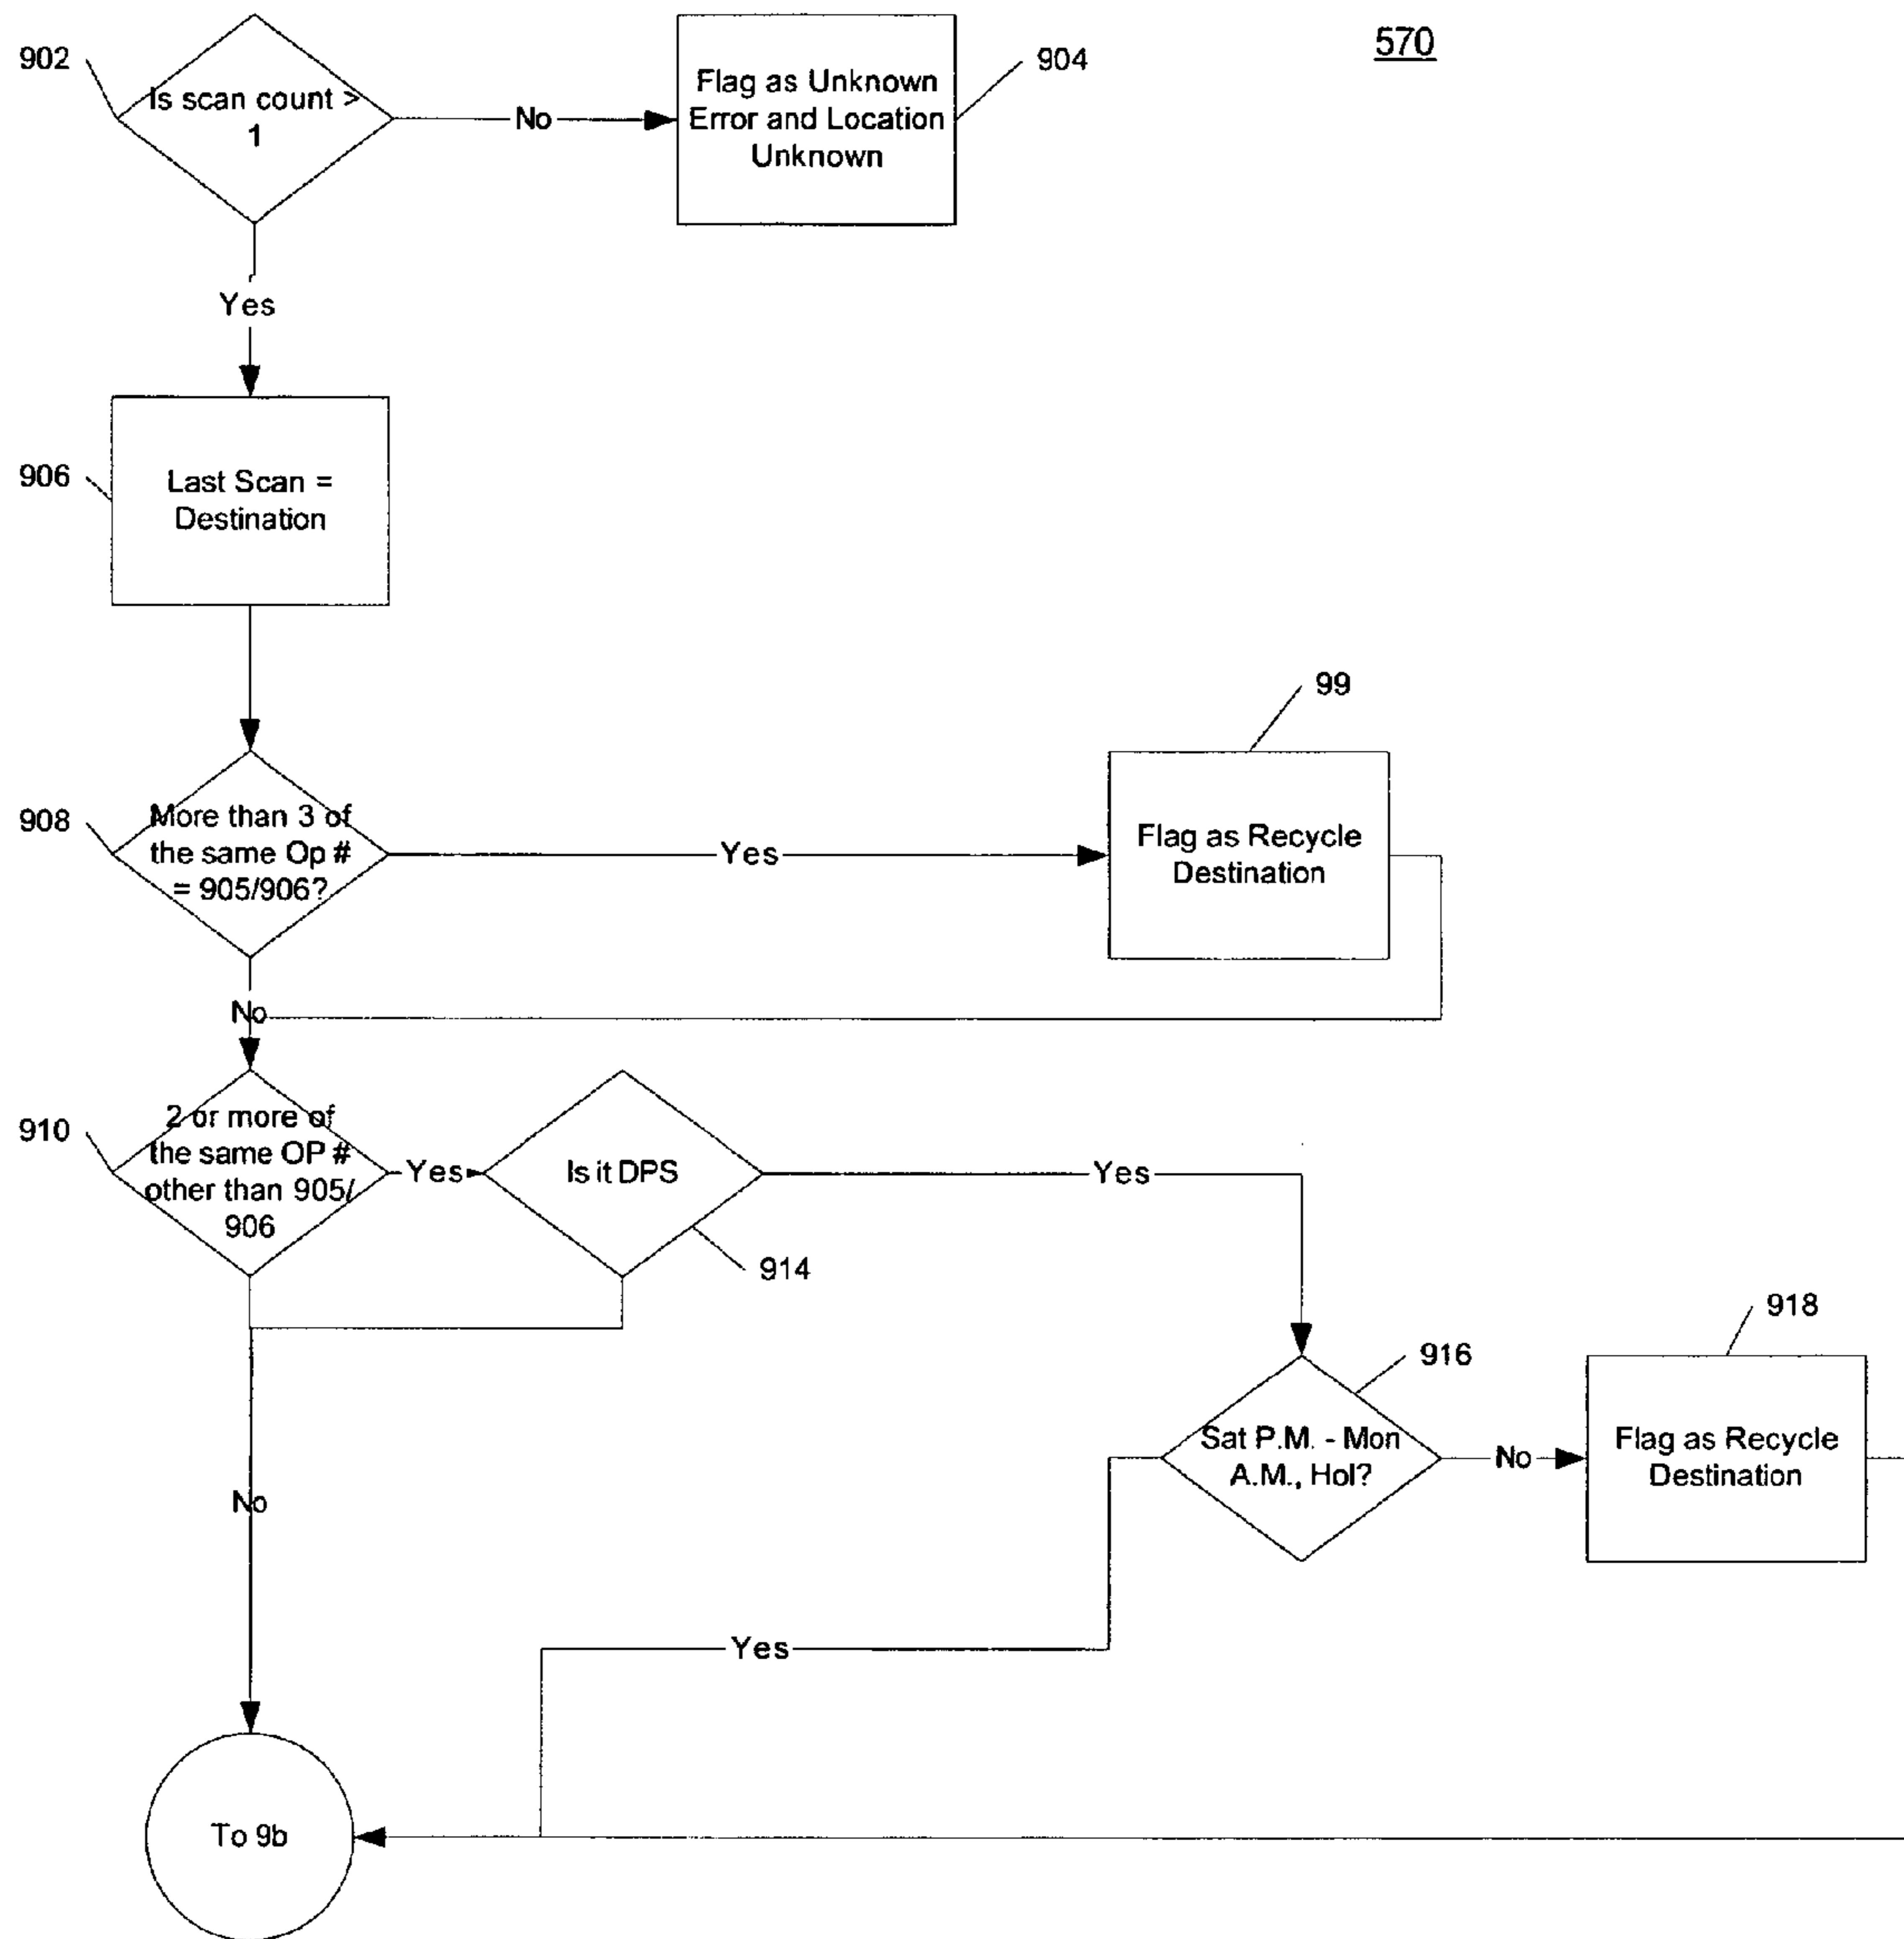 570
902
Is scan count >
1
No
Flag as Unknown
Error and Location
Unknown
904
Yes
906
Last Scan =
Destination
99
908
More than 3 of
the same Op #
= 905/906?
Yes
Flag as Recycle
Destination
No
910
2 or more of
the same OP #
other than 905/
906
Yes
Is it DPS
914
Yes
916
Sat P.M. - Mon
A.M., Hol?
No
918
Flag as Recycle
Destination
No
Yes
To 9b